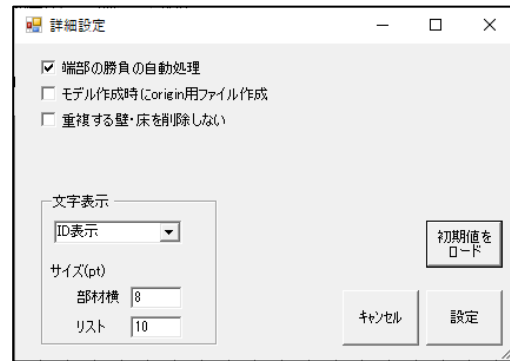 詳細設定
端部の勝負の自動処理
モデル作成時にorigin用ファイル作成
重複する壁・床を削除しない
文字表示
ID表示
サイズ(pt)
部材横 8
リスト 10
初期値を
ロード
キャンセル
設定